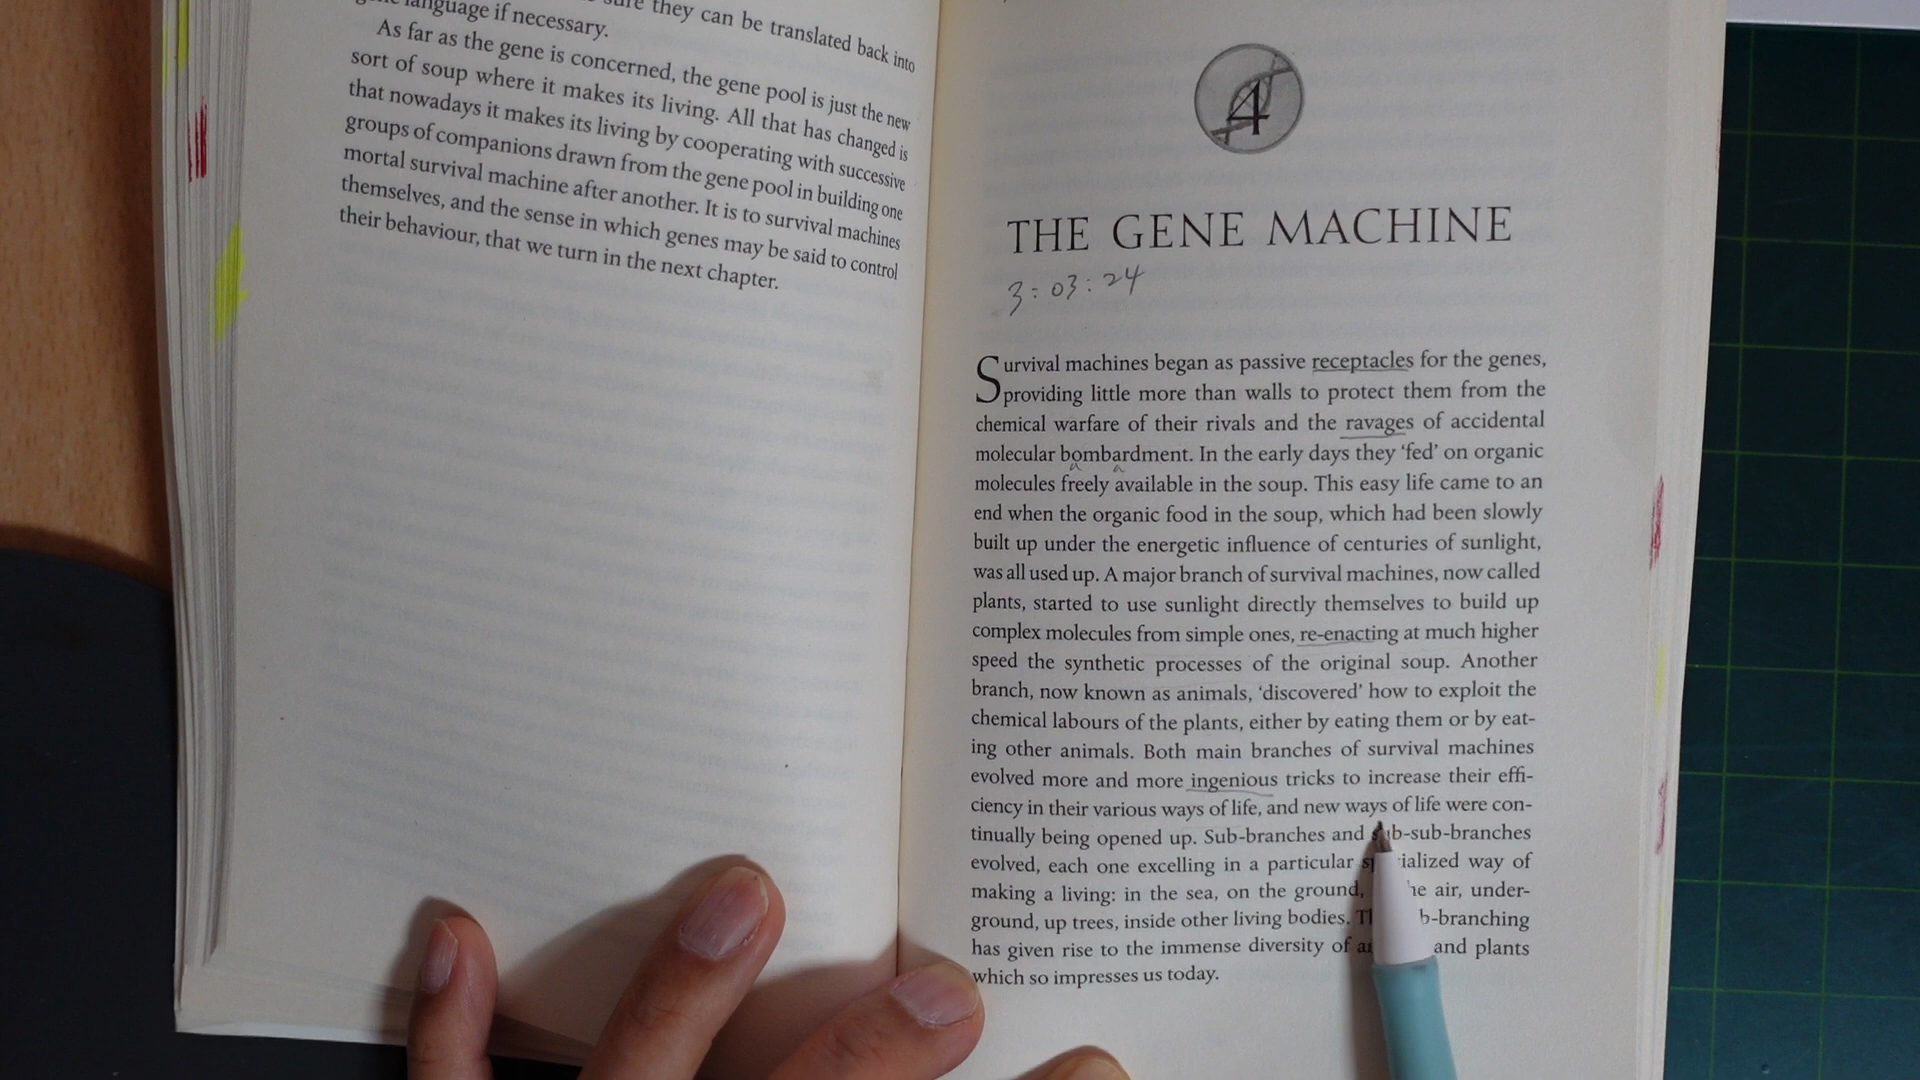 sure they can be translated back into
language if necessary.
As far as the gene is concerned, the gene pool is just the new
sort of soup where it makes its living. All that has changed is
that nowadays it makes its living by cooperating with successive
groups of companions drawn from the gene pool in building one
mortal survival machine after another. It is to survival machines
themselves, and the sense in which genes may be said to control
their behaviour, that we turn in the next chapter.
4
THE GENE MACHINE
3:03:24
Survival machines began as passive receptacles for the genes,
providing little more than walls to protect them from the
chemical warfare of their rivals and the ravages of accidental
molecular bombardment. In the early days they ‘fed’ on organic
molecules freely available in the soup. This easy life came to an
end when the organic food in the soup, which had been slowly
built up under the energetic influence of centuries of sunlight,
was all used up. A major branch of survival machines, now called
plants, started to use sunlight directly themselves to build up
complex molecules from simple ones, re-enacting at much higher
speed the synthetic processes of the original soup. Another
branch, now known as animals, ‘discovered’ how to exploit the
chemical labours of the plants, either by eating them or by eat-
ing other animals. Both main branches of survival machines
evolved more and more ingenious tricks to increase their effi-
ciency in their various ways of life, and new ways of life were con-
tinually being opened up. Sub-branches and sub-sub-branches
evolved, each one excelling in a particular specialized way of
making a living: in the sea, on the ground, air, under-
ground, up trees, inside other living bodies.
has given rise to the immense diversity of and plants
which so impresses us today.